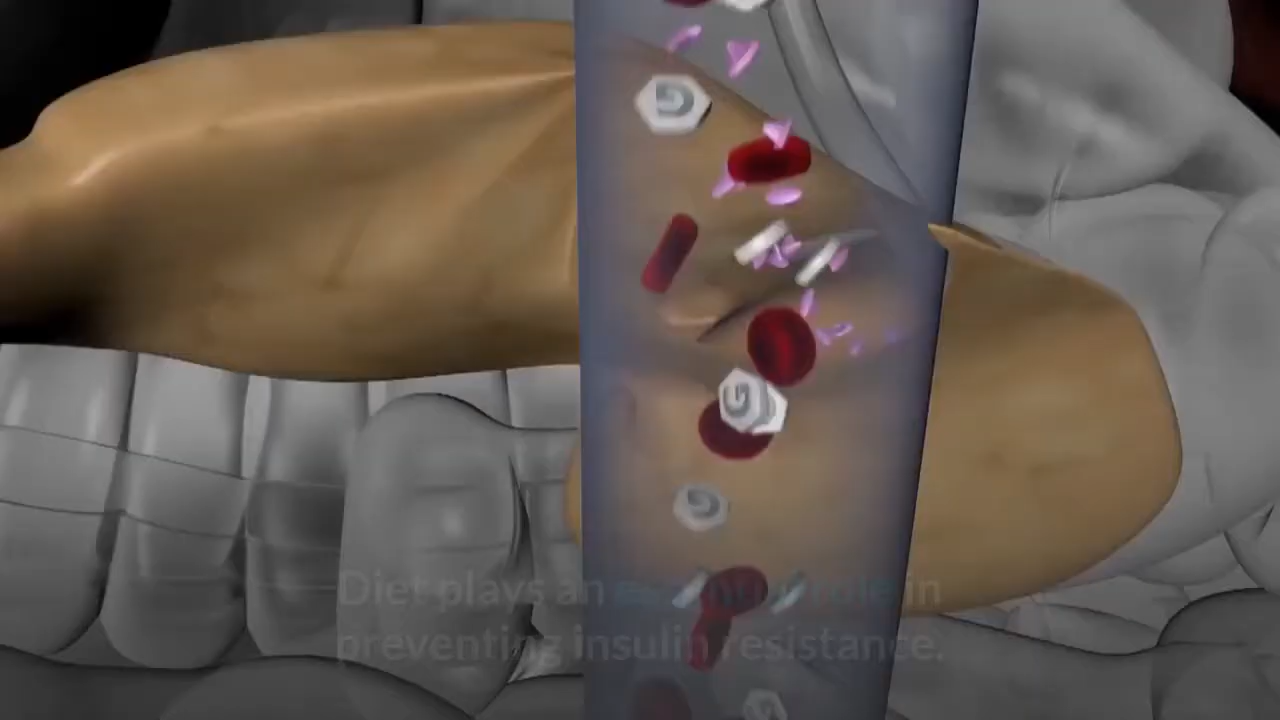 Diet plays an essential role in
preventing insulin resistance.